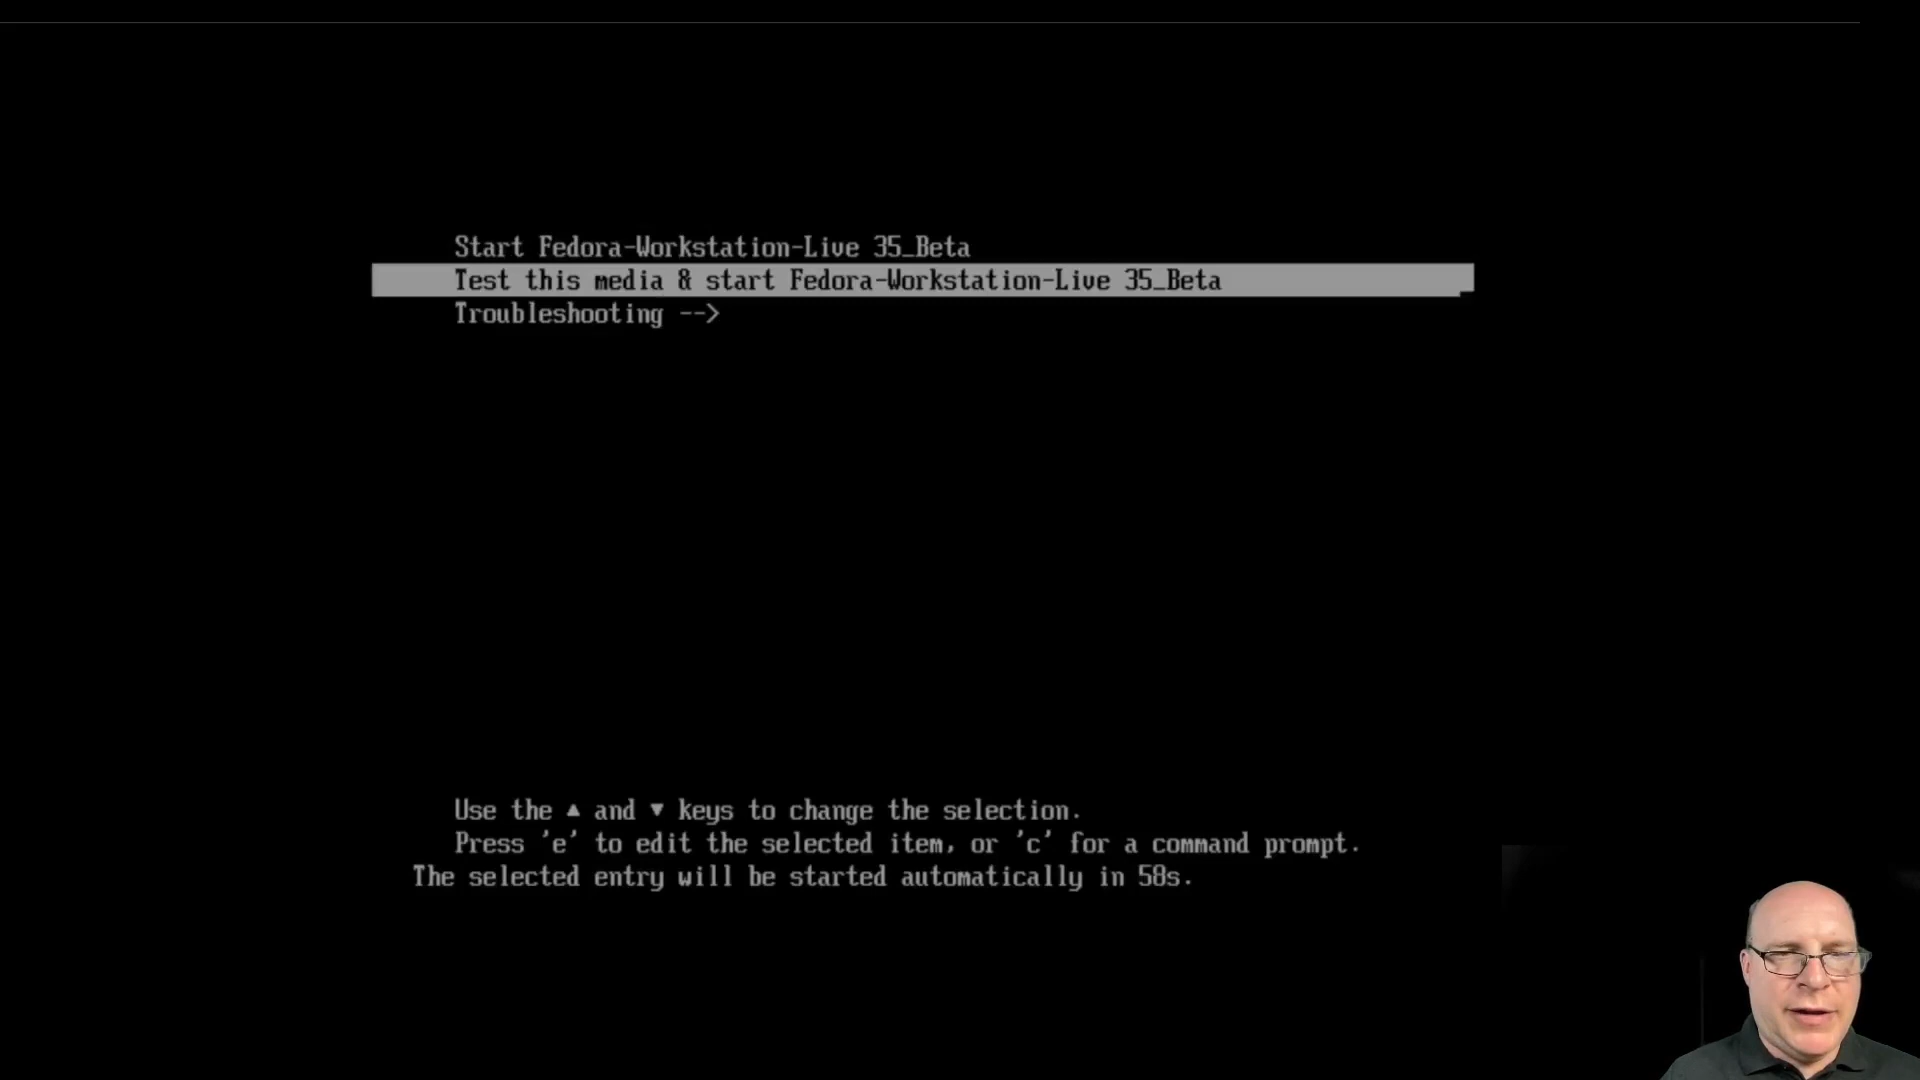 Start Fedora-Workstation-Live 35_Beta
Test this media & start Fedora-Workstation-Live 35_Beta
Troubleshooting -->
Use the ▲ and ▼ keys to change the selection.
Press 'e' to edit the selected item, or 'c' for a command prompt.
The selected entry will be started automatically in 58s.